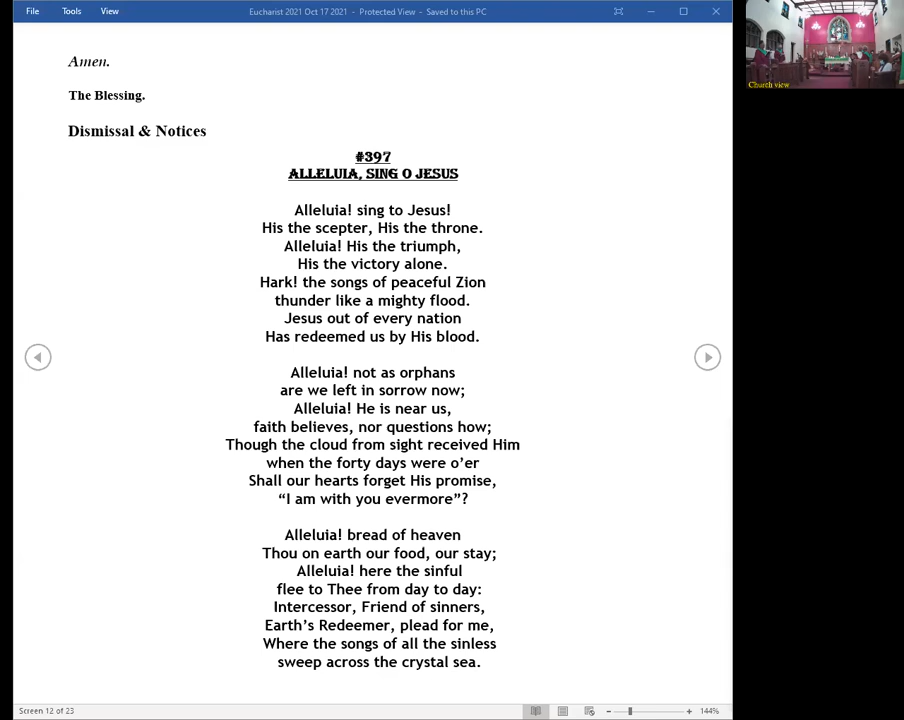 File Tools View Eucharist 2021 Oct 17 2021 - Protected View - Saved to this PC
Amen.
The Blessing.
Dismissal & Notices
#397
ALLELUIA, SING O JESUS
Alleluia! sing to Jesus!
His the scepter, His the throne.
Alleluia! His the triumph,
His the victory alone.
Hark! the songs of peaceful Zion
thunder like a mighty flood.
Jesus out of every nation
Has redeemed us by His blood.
Alleluia! not as orphans
are we left in sorrow now;
Alleluia! He is near us,
faith believes, nor questions how;
Though the cloud from sight received Him
when the forty days were o’er
Shall our hearts forget His promise,
“I am with you evermore”?
Alleluia! bread of heaven
Thou on earth our food, our stay;
Alleluia! here the sinful
flee to Thee from day to day:
Intercessor, Friend of sinners,
Earth’s Redeemer, plead for me,
Where the songs of all the sinless
sweep across the crystal sea.
Screen 12 of 23
144%
Church view